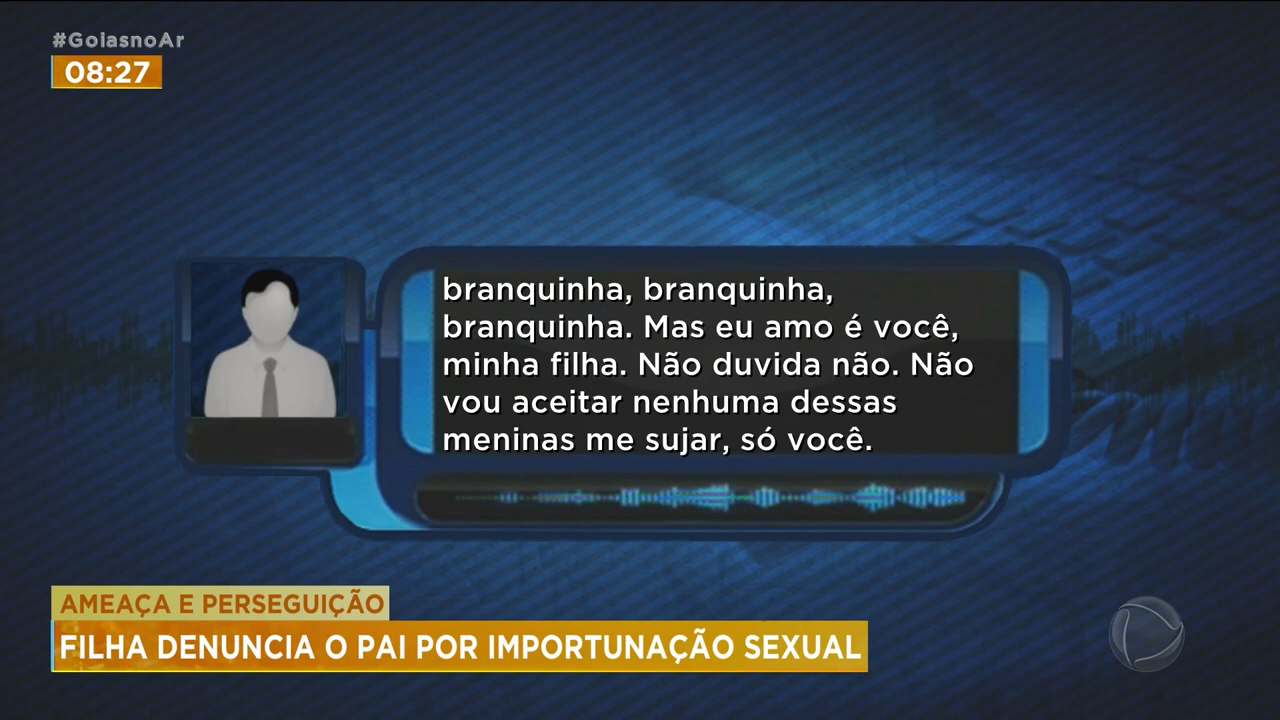 #GoiasnoAr
08:27
branquinha, branquinha,
branquinha. Mas eu amo é você,
minha filha. Não duvida não. Não
vou aceitar nenhuma dessas
meninas me sujar, só você.
AMEAÇA E PERSEGUIÇÃO
FILHA DENUNCIA O PAI POR IMPORTUNAÇÃO SEXUAL